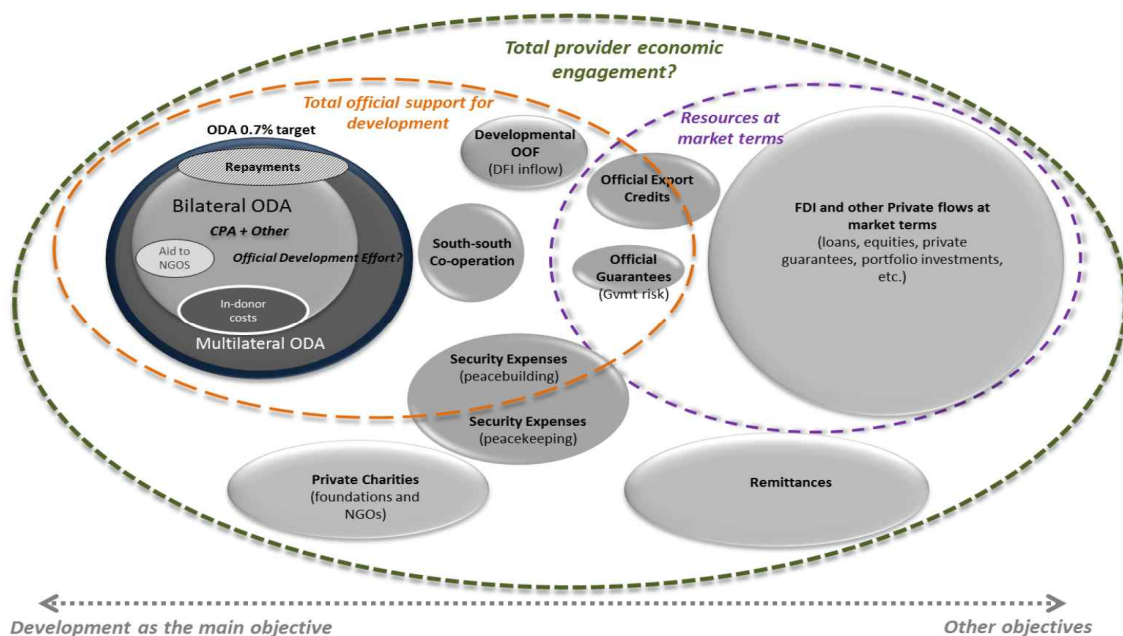 Total provider economic
engagement?
Total official support for
development
Resources at
market terms
ODA 0.7% target
Repayments
Bilateral ODA
CPA + Other
Aid to
NGOS
Official Development Effort?
In-donor
costs
Multilateral ODA
Developmental
OOF
(DFI inflow)
South-south
Co-operation
Official Export
Credits
Official
Guarantees
(Gvmt risk)
FDI and other Private flows at
market terms
(loans, equities, private
guarantees, portfolio investments,
etc.)
Security Expenses
(peacebuilding)
Security Expenses
(peacekeeping)
Private Charities
(foundations and
NGOs)
Remittances
Development as the main objective
Other objectives